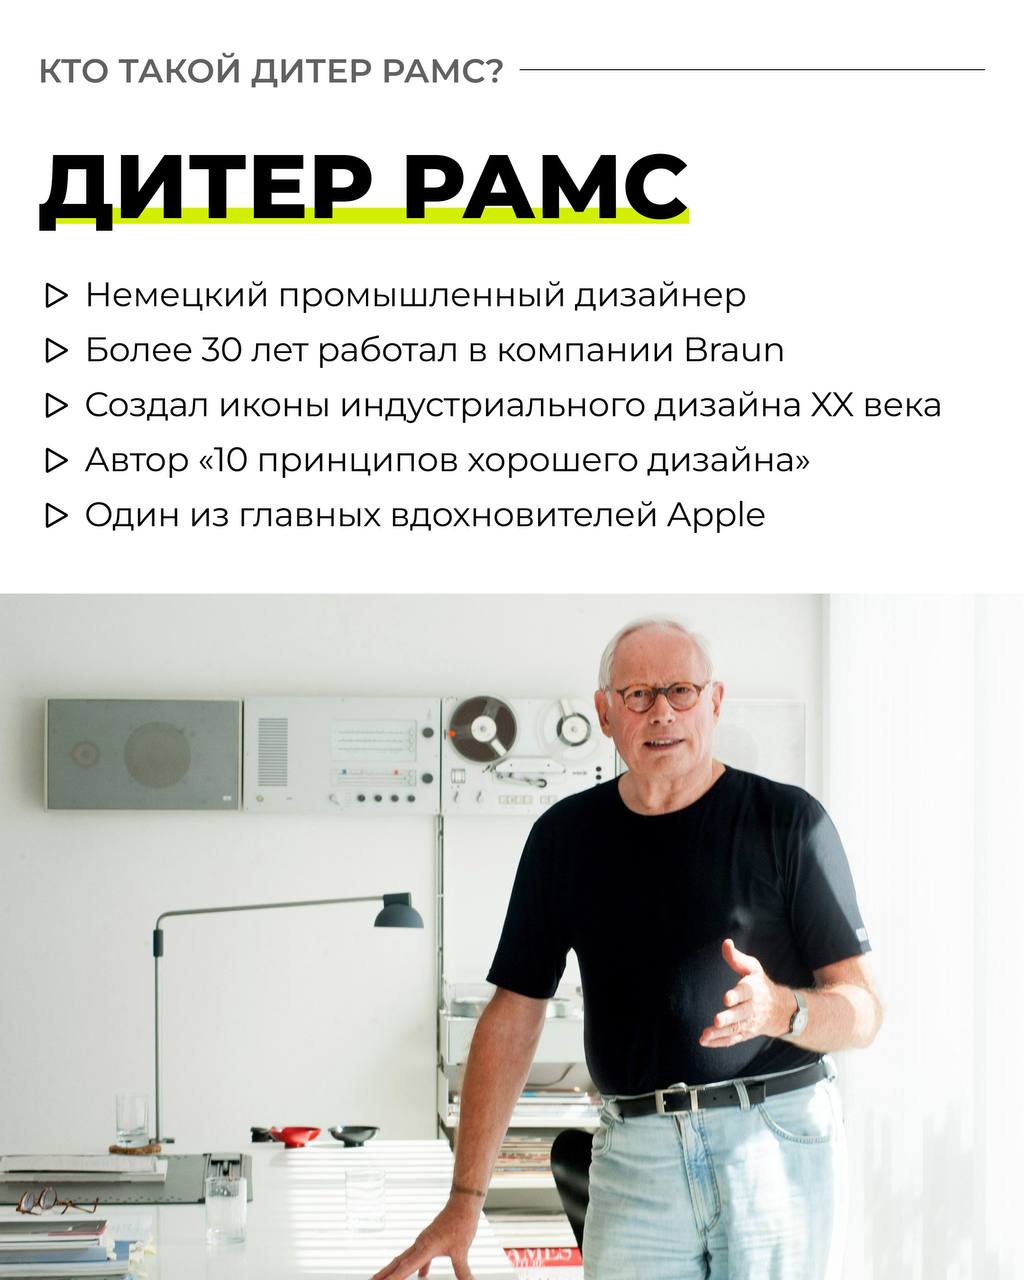 КТО ТАКОЙ ДИТЕР РАМС?
ДИТЕР РАМС
Немецкий промышленный дизайнер
Более 30 лет работал в компании Braun
Создал иконы индустриального дизайна XX века
Автор «10 принципов хорошего дизайна»
Один из главных вдохновителей Apple